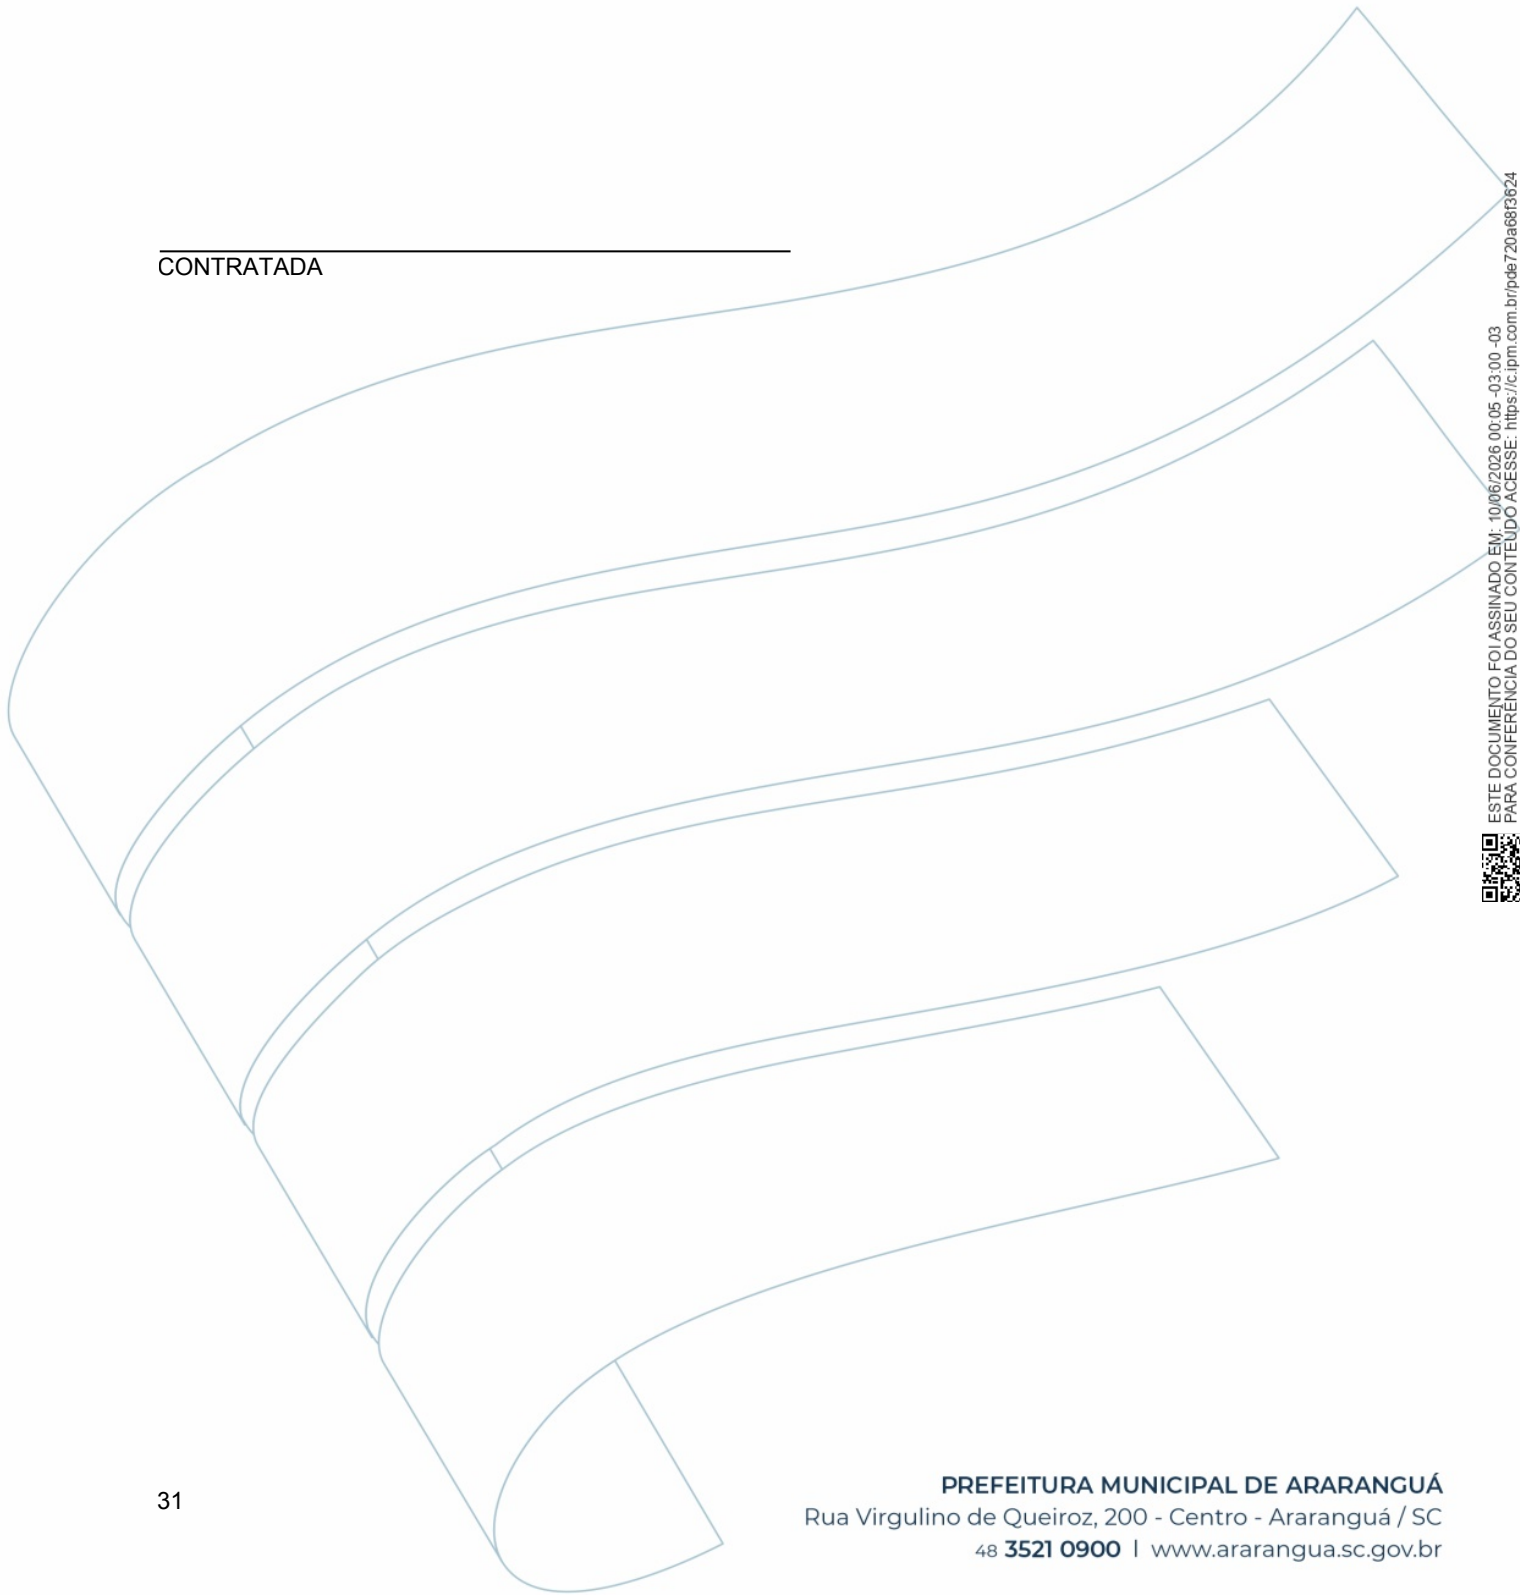 CONTRATADA
ESTE DOCUMENTO FOI ASSINADO EM: 10/06/2026 00:05 -03:00 -03
PARA CONFERÊNCIA DO SEU CONTEÚDO ACESSE: https://c.ipm.com.br/pde720a68f3624
31
PREFEITURA MUNICIPAL DE ARARANGUÁ
Rua Virgulino de Queiroz, 200 - Centro - Araranguá / SC
48 3521 0900 | www.ararangua.sc.gov.br